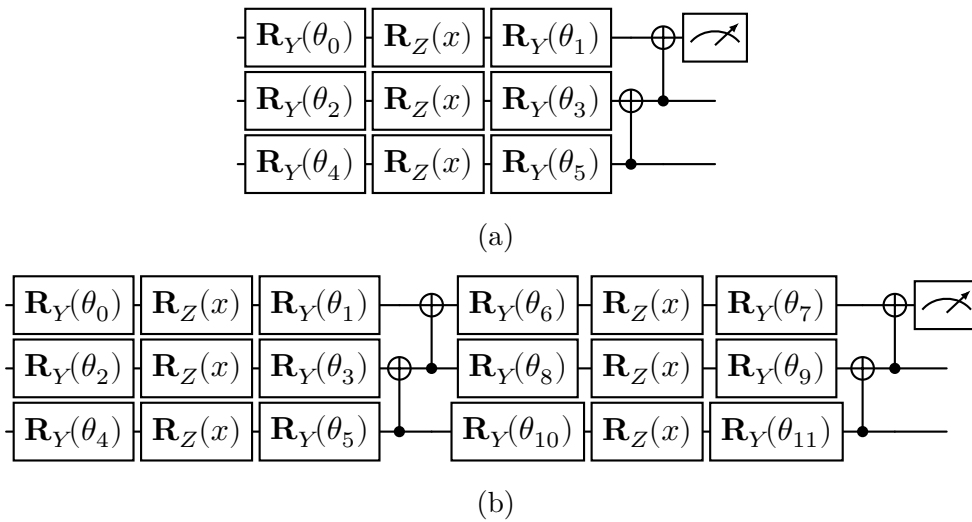 R_Y(θ_0) R_Z(x) R_Y(θ_1)
R_Y(θ_2) R_Z(x) R_Y(θ_3)
R_Y(θ_4) R_Z(x) R_Y(θ_5)
(a)
R_Y(θ_0) R_Z(x) R_Y(θ_1) R_Y(θ_6) R_Z(x) R_Y(θ_7)
R_Y(θ_2) R_Z(x) R_Y(θ_3) R_Y(θ_8) R_Z(x) R_Y(θ_9)
R_Y(θ_4) R_Z(x) R_Y(θ_5) R_Y(θ_10) R_Z(x) R_Y(θ_11)
(b)